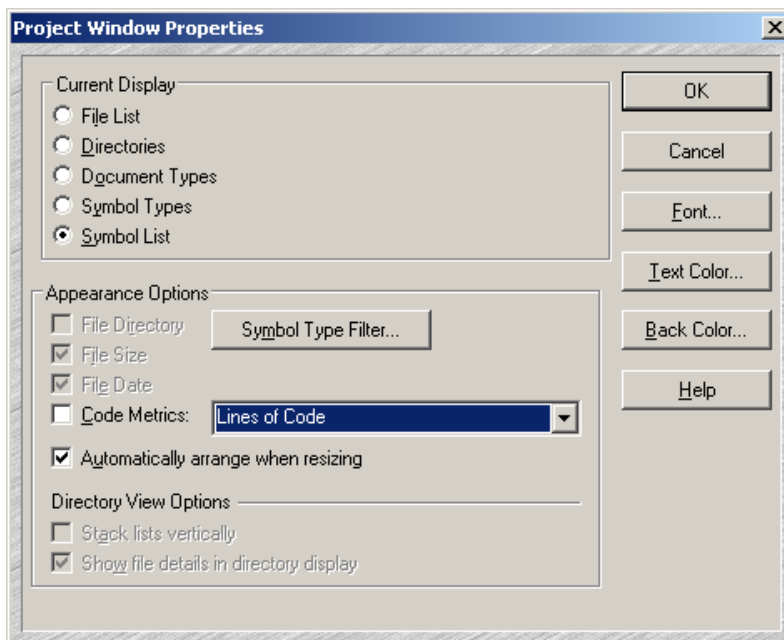 Project Window Properties
Current Display
File List
Directories
Document Types
Symbol Types
Symbol List
OK
Cancel
Font...
Text Color...
Back Color...
Help
Appearance Options
File Directory
Symbol Type Filter...
File Size
File Date
Code Metrics:
Lines of Code
Automatically arrange when resizing
Directory View Options
Stack lists vertically
Show file details in directory display